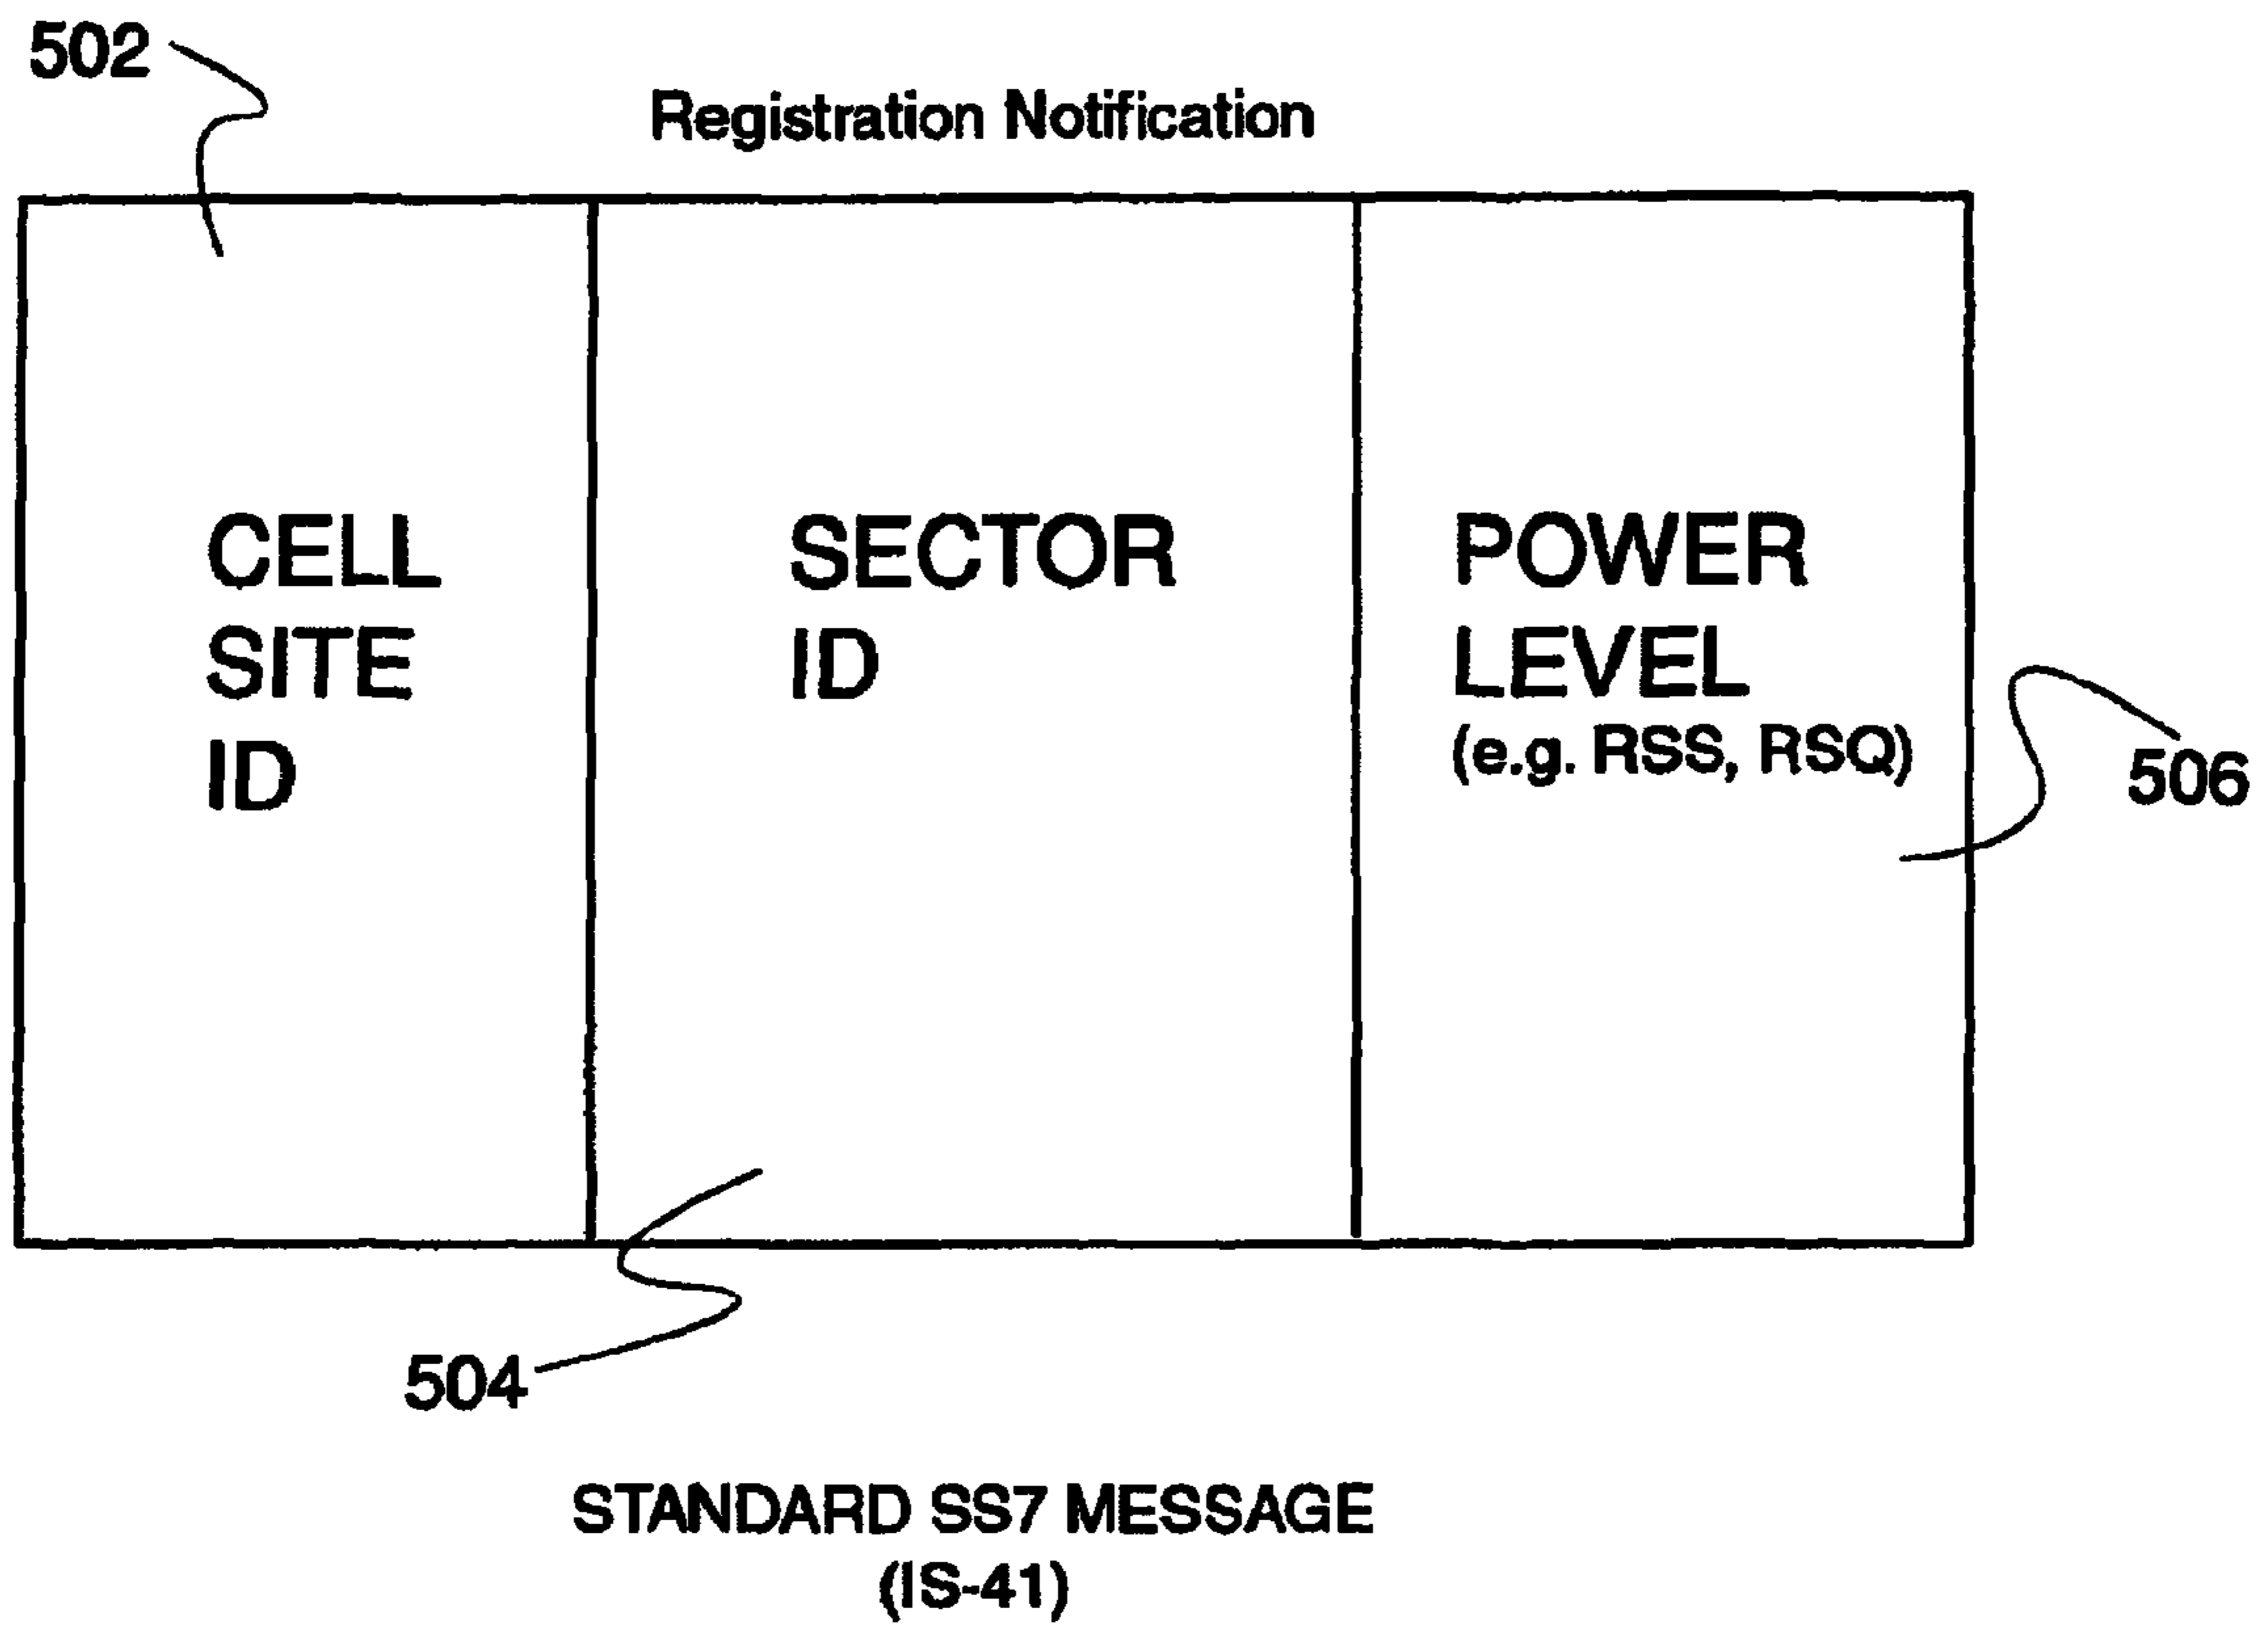 502
Registration Notification
CELL
SITE
ID
SECTOR
ID
POWER
LEVEL
(e.g. RSS, RSQ)
506
504
STANDARD SS7 MESSAGE
(IS-41)